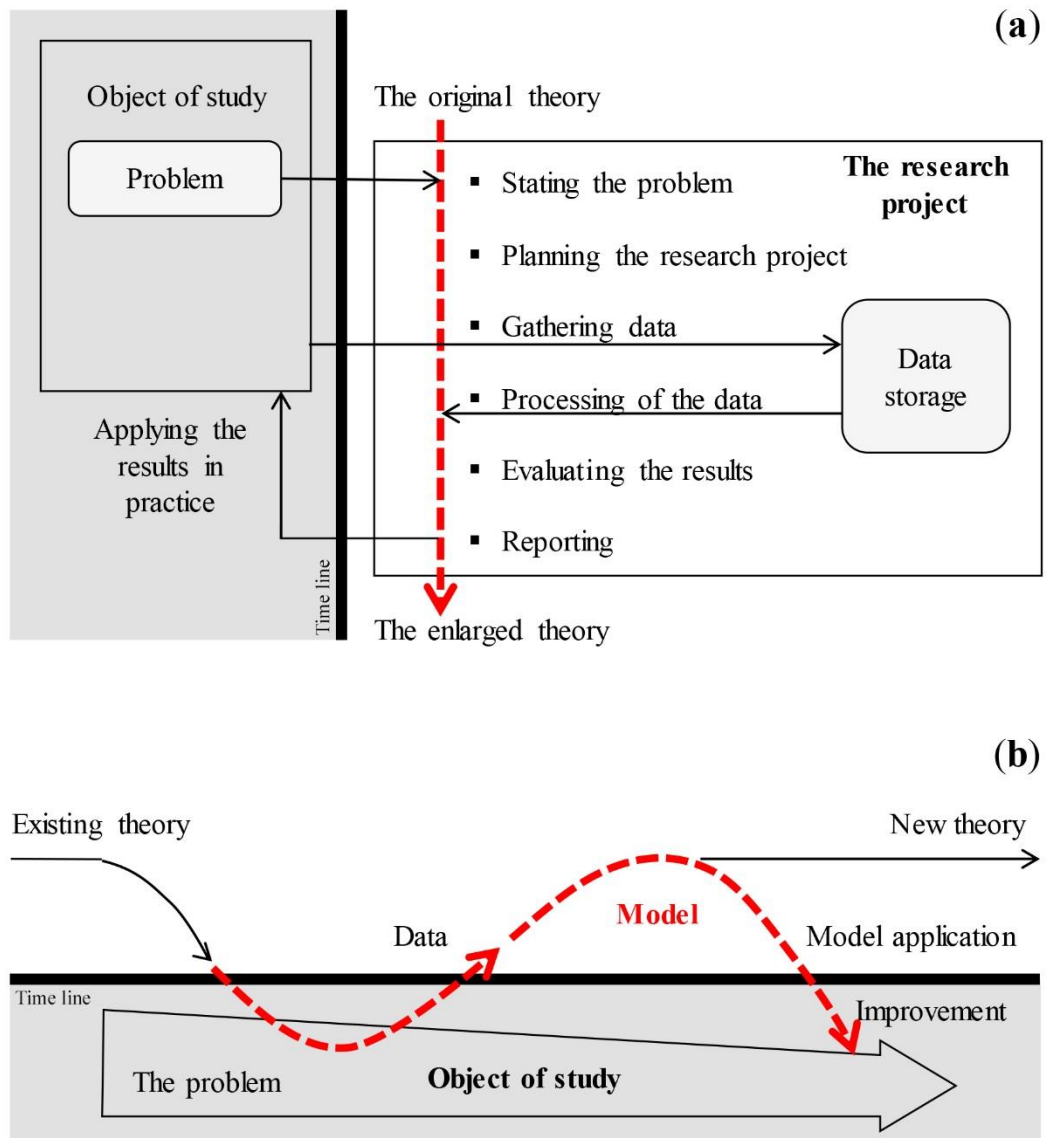 (a)
Object of study
Problem
The original theory
The research
project
▪ Stating the problem
▪ Planning the research project
▪ Gathering data
▪ Processing of the data
▪ Evaluating the results
▪ Reporting
Data
storage
Applying the
results in
practice
Time line
The enlarged theory
(b)
Existing theory
New theory
Model
Data
Model application
Time line
Improvement
The problem
Object of study